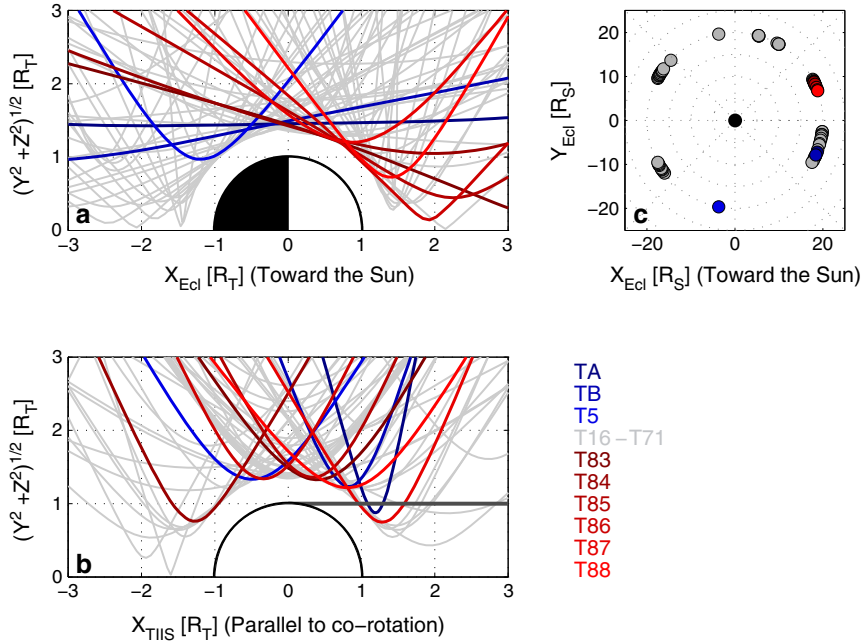 3
2
1
0
(Y² +Z²)^1/2 [R_T]
a
−3
−2
−1
0
1
2
3
X_Ecl [R_T] (Toward the Sun)
20
10
0
−10
−20
Y_Ecl [R_S]
c
−20
0
20
X_Ecl [R_S] (Toward the Sun)
3
2
1
0
(Y² +Z²)^1/2 [R_T]
b
−3
−2
−1
0
1
2
3
X_TIIS [R_T] (Parallel to co−rotation)
TA
TB
T5
T16−T71
T83
T84
T85
T86
T87
T88